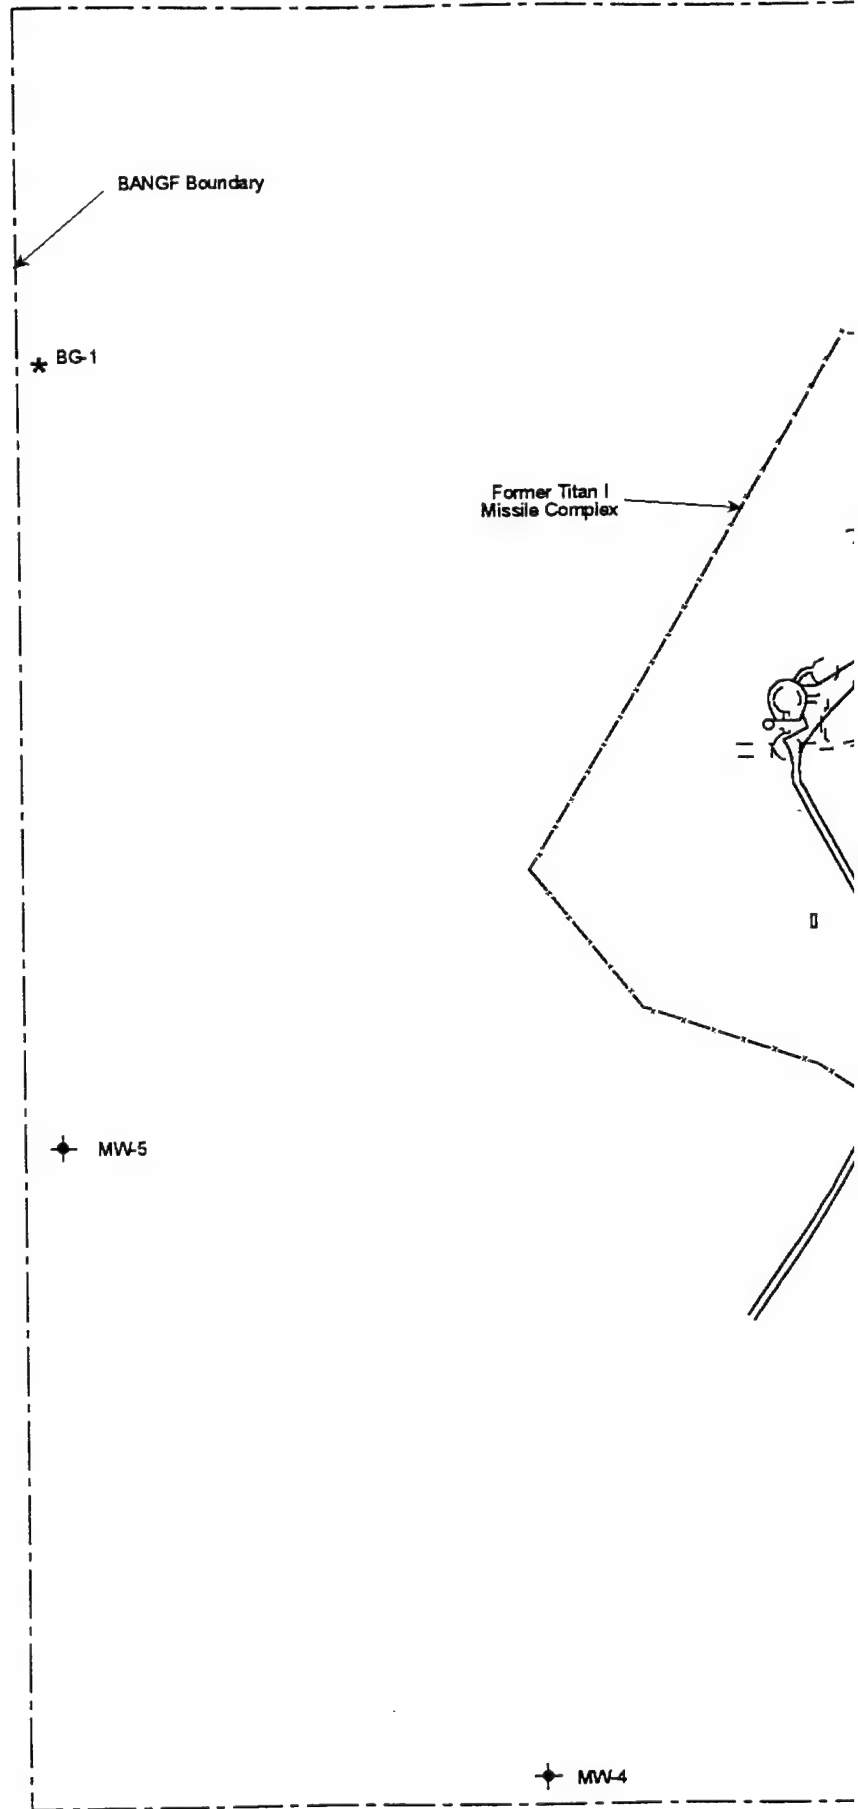 BANGF Boundary
BG-1
Former Titan I
Missile Complex
MW-5
MW-4